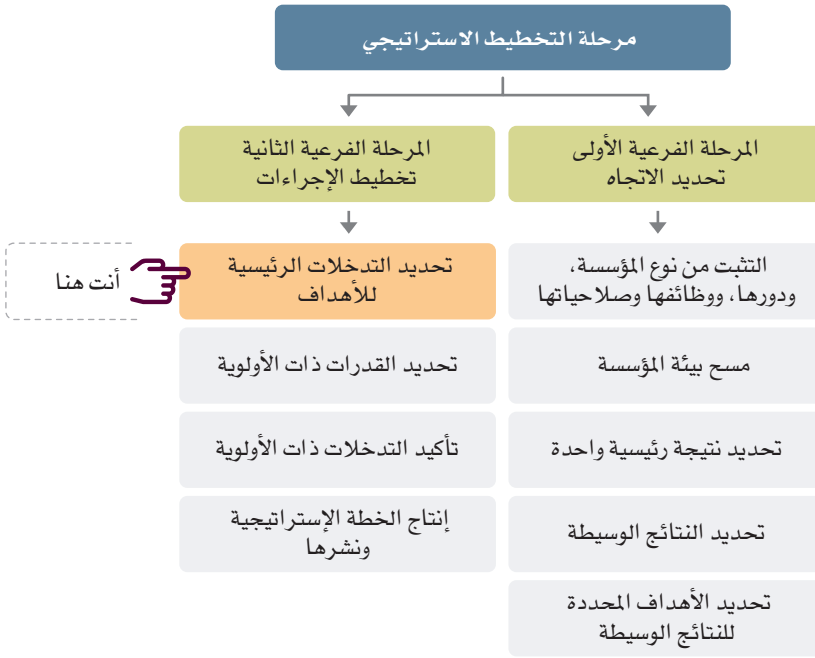 مرحلة التخطيط الاستراتيجي
المرحلة الفرعية الأولى
تحديد الاتجاه
التثبت من نوع المؤسسة،
ودورها، ووظائفها وصلاحياتها
مسح بيئة المؤسسة
تحديد نتيجة رئيسية واحدة
تحديد النتائج الوسيطة
تحديد الأهداف المحددة
للنتائج الوسيطة
المرحلة الفرعية الثانية
تخطيط الإجراءات
تحديد التدخلات الرئيسية
للأهداف
أنت هنا
تحديد القدرات ذات الأولوية
تأكيد التدخلات ذات الأولوية
إنتاج الخطة الإستراتيجية
ونشرها